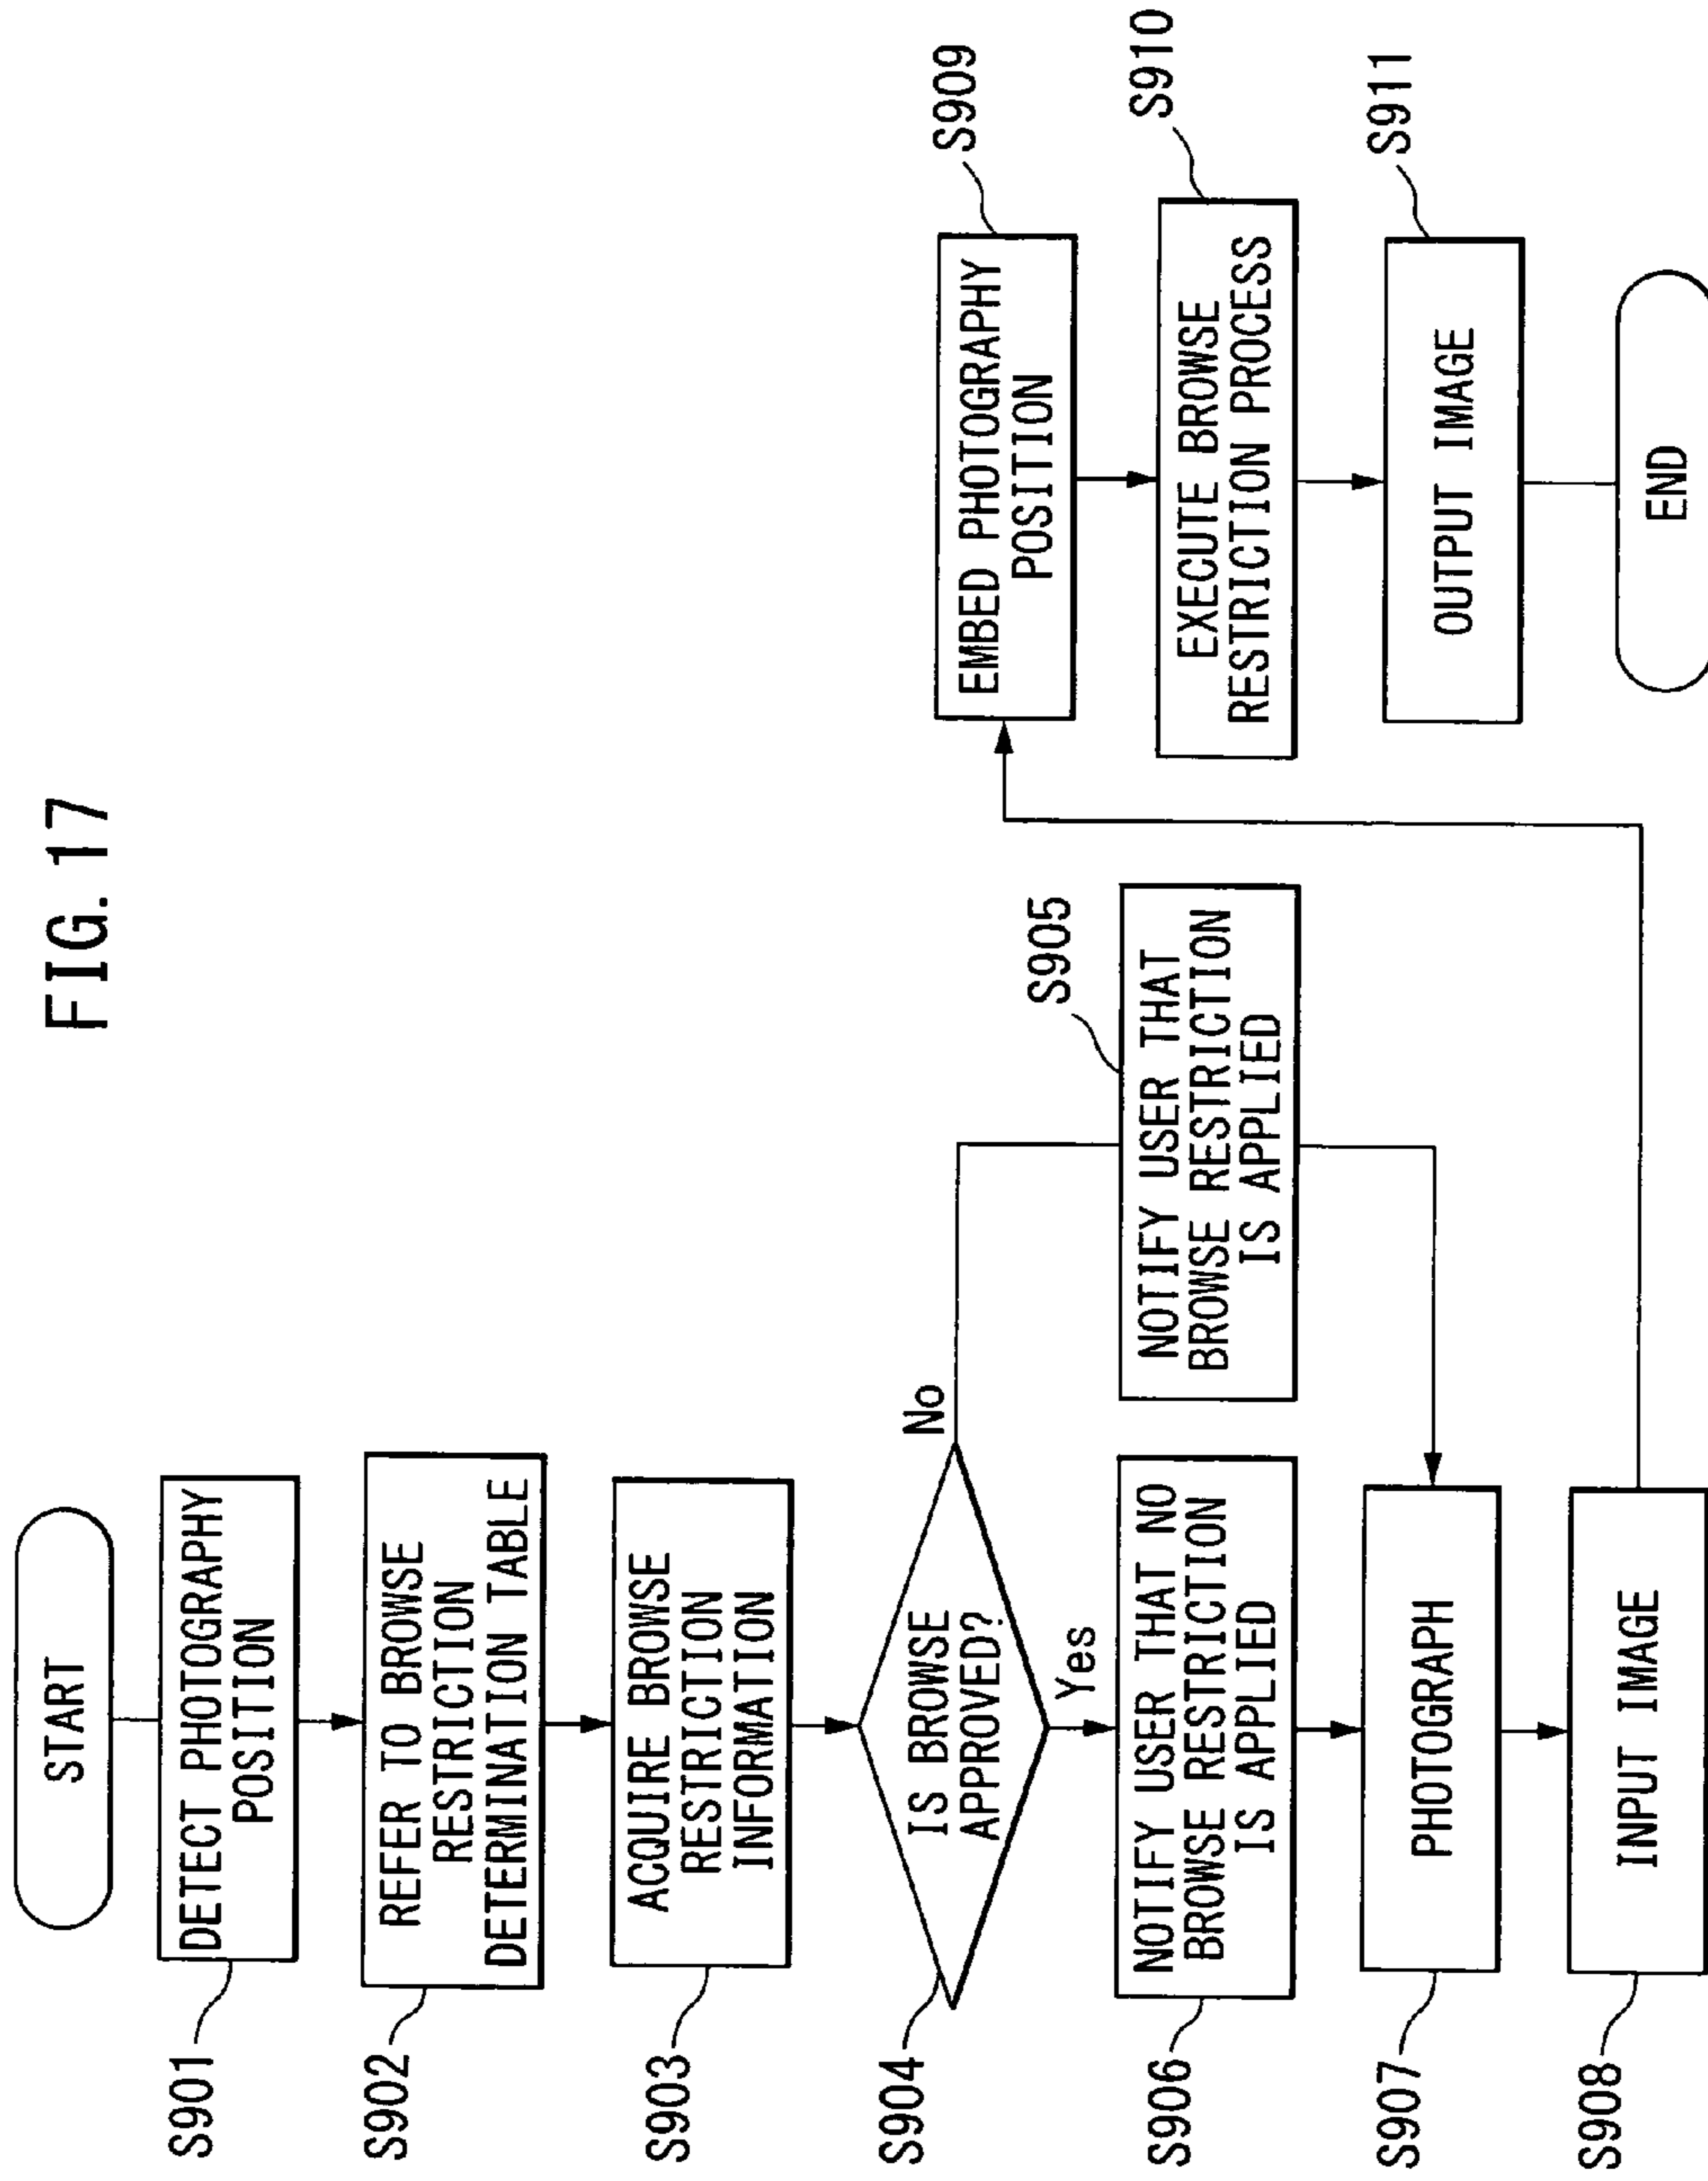 FIG. 17
START
DETECT PHOTOGRAPHY
POSITION
S901
REFER TO BROWSE
RESTRICTION
DETERMINATION TABLE
S902
ACQUIRE BROWSE
RESTRICTION
INFORMATION
S903
IS BROWSE
APPROVED?
S904
No
Yes
NOTIFY USER THAT
BROWSE RESTRICTION
IS APPLIED
S905
NOTIFY USER THAT NO
BROWSE RESTRICTION
IS APPLIED
S906
PHOTOGRAPH
S907
INPUT IMAGE
S908
EMBED PHOTOGRAPHY
POSITION
S909
EXECUTE BROWSE
RESTRICTION PROCESS
S910
OUTPUT IMAGE
S911
END